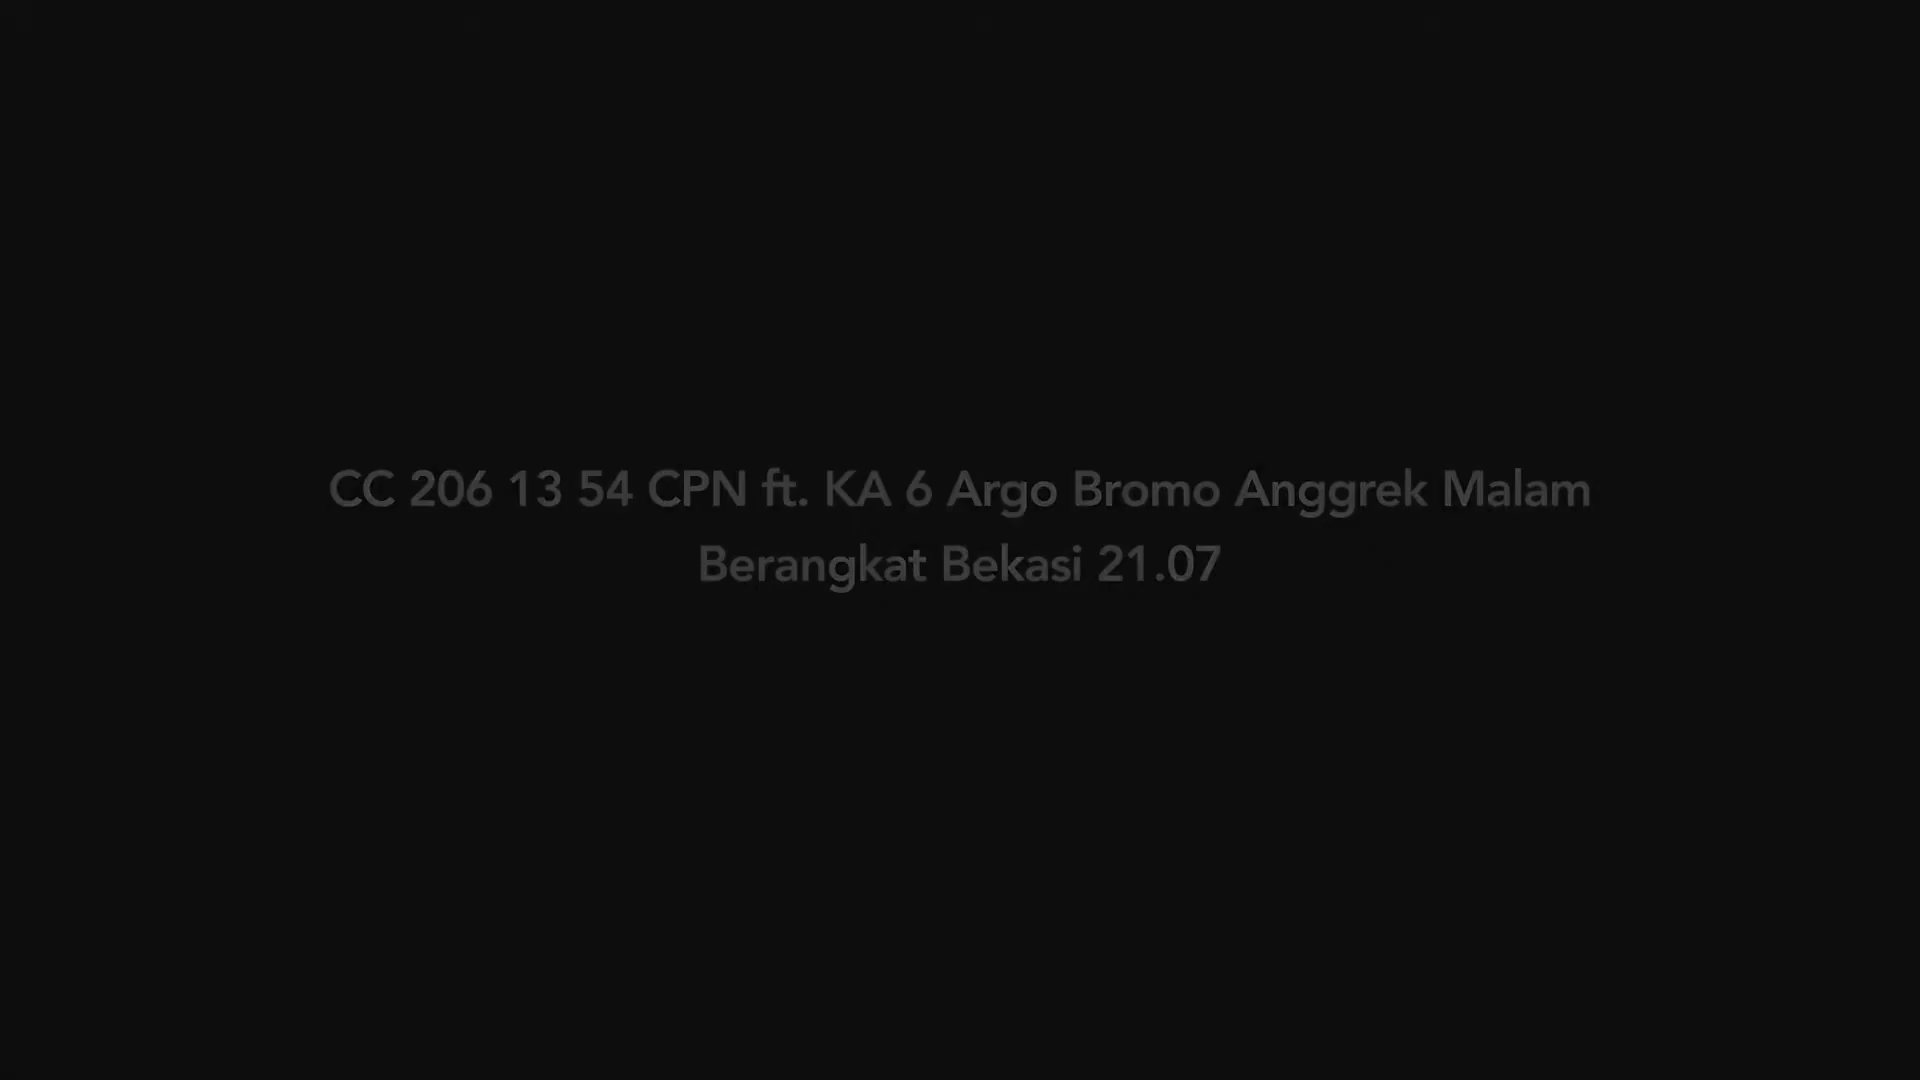 CC 206 13 54 CPN ft. KA 6 Argo Bromo Anggrek Malam
Berangkat Bekasi 21.07